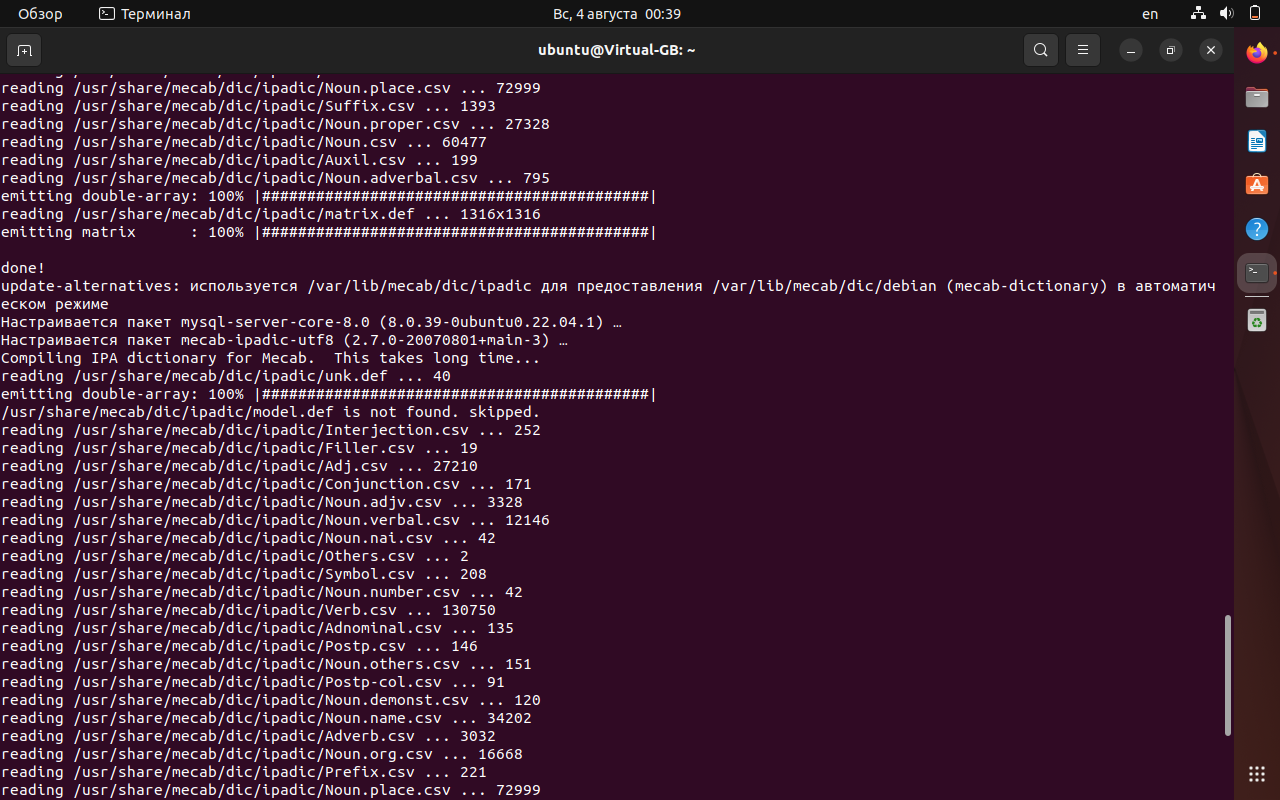 Обзор
Терминал
Вс, 4 августа 00:39
en
ubuntu@Virtual-GB: ~
reading /usr/share/mecab/dic/ipadic/Noun.place.csv ... 72999
reading /usr/share/mecab/dic/ipadic/Suffix.csv ... 1393
reading /usr/share/mecab/dic/ipadic/Noun.proper.csv ... 27328
reading /usr/share/mecab/dic/ipadic/Noun.csv ... 60477
reading /usr/share/mecab/dic/ipadic/Auxil.csv ... 199
reading /usr/share/mecab/dic/ipadic/Noun.adverbal.csv ... 795
emitting double-array: 100% |###########################################|
reading /usr/share/mecab/dic/ipadic/matrix.def ... 1316x1316
emitting matrix      : 100% |###########################################|
done!
update-alternatives: используется /var/lib/mecab/dic/ipadic для предоставления /var/lib/mecab/dic/debian (mecab-dictionary) в автоматич
еском режиме
Настраивается пакет mysql-server-core-8.0 (8.0.39-0ubuntu0.22.04.1) …
Настраивается пакет mecab-ipadic-utf8 (2.7.0-20070801+main-3) …
Compiling IPA dictionary for Mecab.  This takes long time...
reading /usr/share/mecab/dic/ipadic/unk.def ... 40
emitting double-array: 100% |###########################################|
/usr/share/mecab/dic/ipadic/model.def is not found. skipped.
reading /usr/share/mecab/dic/ipadic/Interjection.csv ... 252
reading /usr/share/mecab/dic/ipadic/Filler.csv ... 19
reading /usr/share/mecab/dic/ipadic/Adj.csv ... 27210
reading /usr/share/mecab/dic/ipadic/Conjunction.csv ... 171
reading /usr/share/mecab/dic/ipadic/Noun.adjv.csv ... 3328
reading /usr/share/mecab/dic/ipadic/Noun.verbal.csv ... 12146
reading /usr/share/mecab/dic/ipadic/Noun.nai.csv ... 42
reading /usr/share/mecab/dic/ipadic/Others.csv ... 2
reading /usr/share/mecab/dic/ipadic/Symbol.csv ... 208
reading /usr/share/mecab/dic/ipadic/Noun.number.csv ... 42
reading /usr/share/mecab/dic/ipadic/Verb.csv ... 130750
reading /usr/share/mecab/dic/ipadic/Adnominal.csv ... 135
reading /usr/share/mecab/dic/ipadic/Postp.csv ... 146
reading /usr/share/mecab/dic/ipadic/Noun.others.csv ... 151
reading /usr/share/mecab/dic/ipadic/Postp-col.csv ... 91
reading /usr/share/mecab/dic/ipadic/Noun.demonst.csv ... 120
reading /usr/share/mecab/dic/ipadic/Noun.name.csv ... 34202
reading /usr/share/mecab/dic/ipadic/Adverb.csv ... 3032
reading /usr/share/mecab/dic/ipadic/Noun.org.csv ... 16668
reading /usr/share/mecab/dic/ipadic/Prefix.csv ... 221
reading /usr/share/mecab/dic/ipadic/Noun.place.csv ... 72999